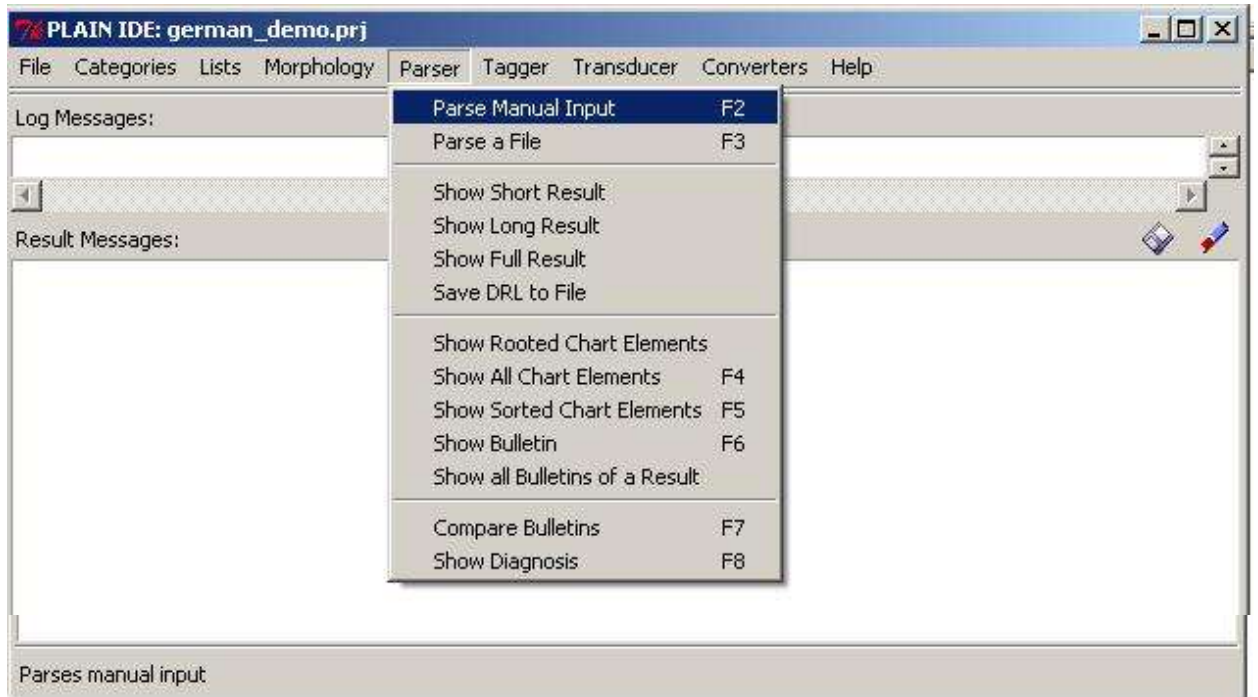 PLAIN IDE: german_demo.prj
File Categories Lists Morphology Parser Tagger Transducer Converters Help
Log Messages:
Parse Manual Input F2
Parse a File F3
Show Short Result
Show Long Result
Result Messages:
Show Full Result
Save DRL to File
Show Rooted Chart Elements
Show All Chart Elements F4
Show Sorted Chart Elements F5
Show Bulletin F6
Show all Bulletins of a Result
Compare Bulletins F7
Show Diagnosis F8
Parses manual input